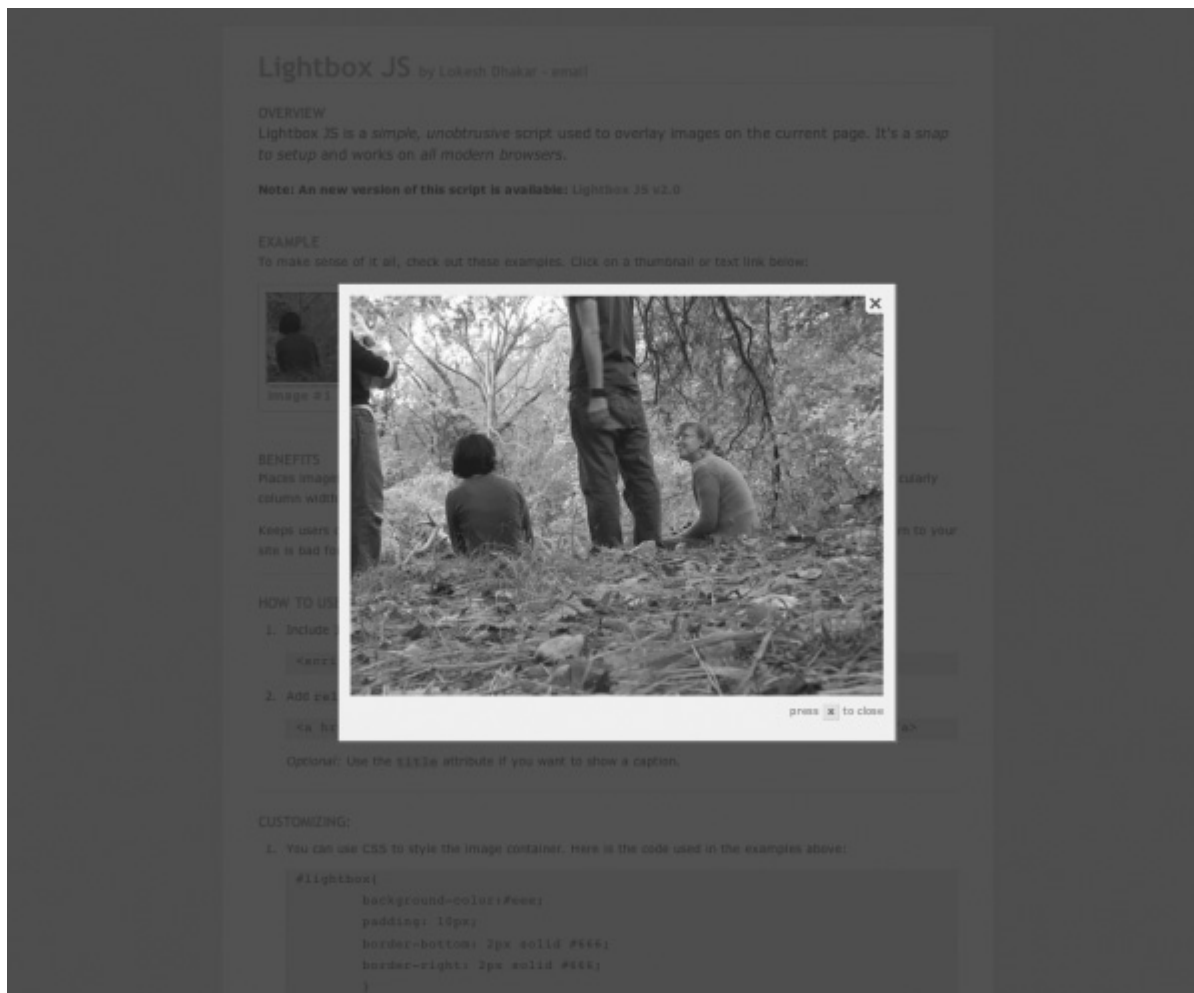 Lightbox JS by Lokesh Dhakar - email
OVERVIEW
Lightbox JS is a simple, unobtrusive script used to overlay images on the current page. It's a snap
to setup and works on all modern browsers.
Note: An new version of this script is available: Lightbox JS v2.0
EXAMPLE
To make sense of it all, check out these examples. Click on a thumbnail or text link below:
Image #1
BENEFITS
Places image
cularly
column width
Keeps users
rn to your
site is bad fo
HOW TO USE
1. Include
<scri
2. Add rel
<a hr
a>
press x to close
Optional: Use the title attribute if you want to show a caption.
CUSTOMIZING:
1. You can use CSS to style the image container. Here is the code used in the examples above:
#lightbox{
background-color:#eee;
padding: 10px;
border-bottom: 2px solid #666;
border-right: 2px solid #666;
}